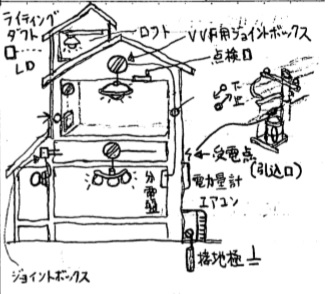 ライティング
ダクト
LD
ロフト
VVF用ジョイントボックス
点検口
下
上
受電点
(引込口)
分電盤
電力量計
エアコン
接地極
ジョイントボックス